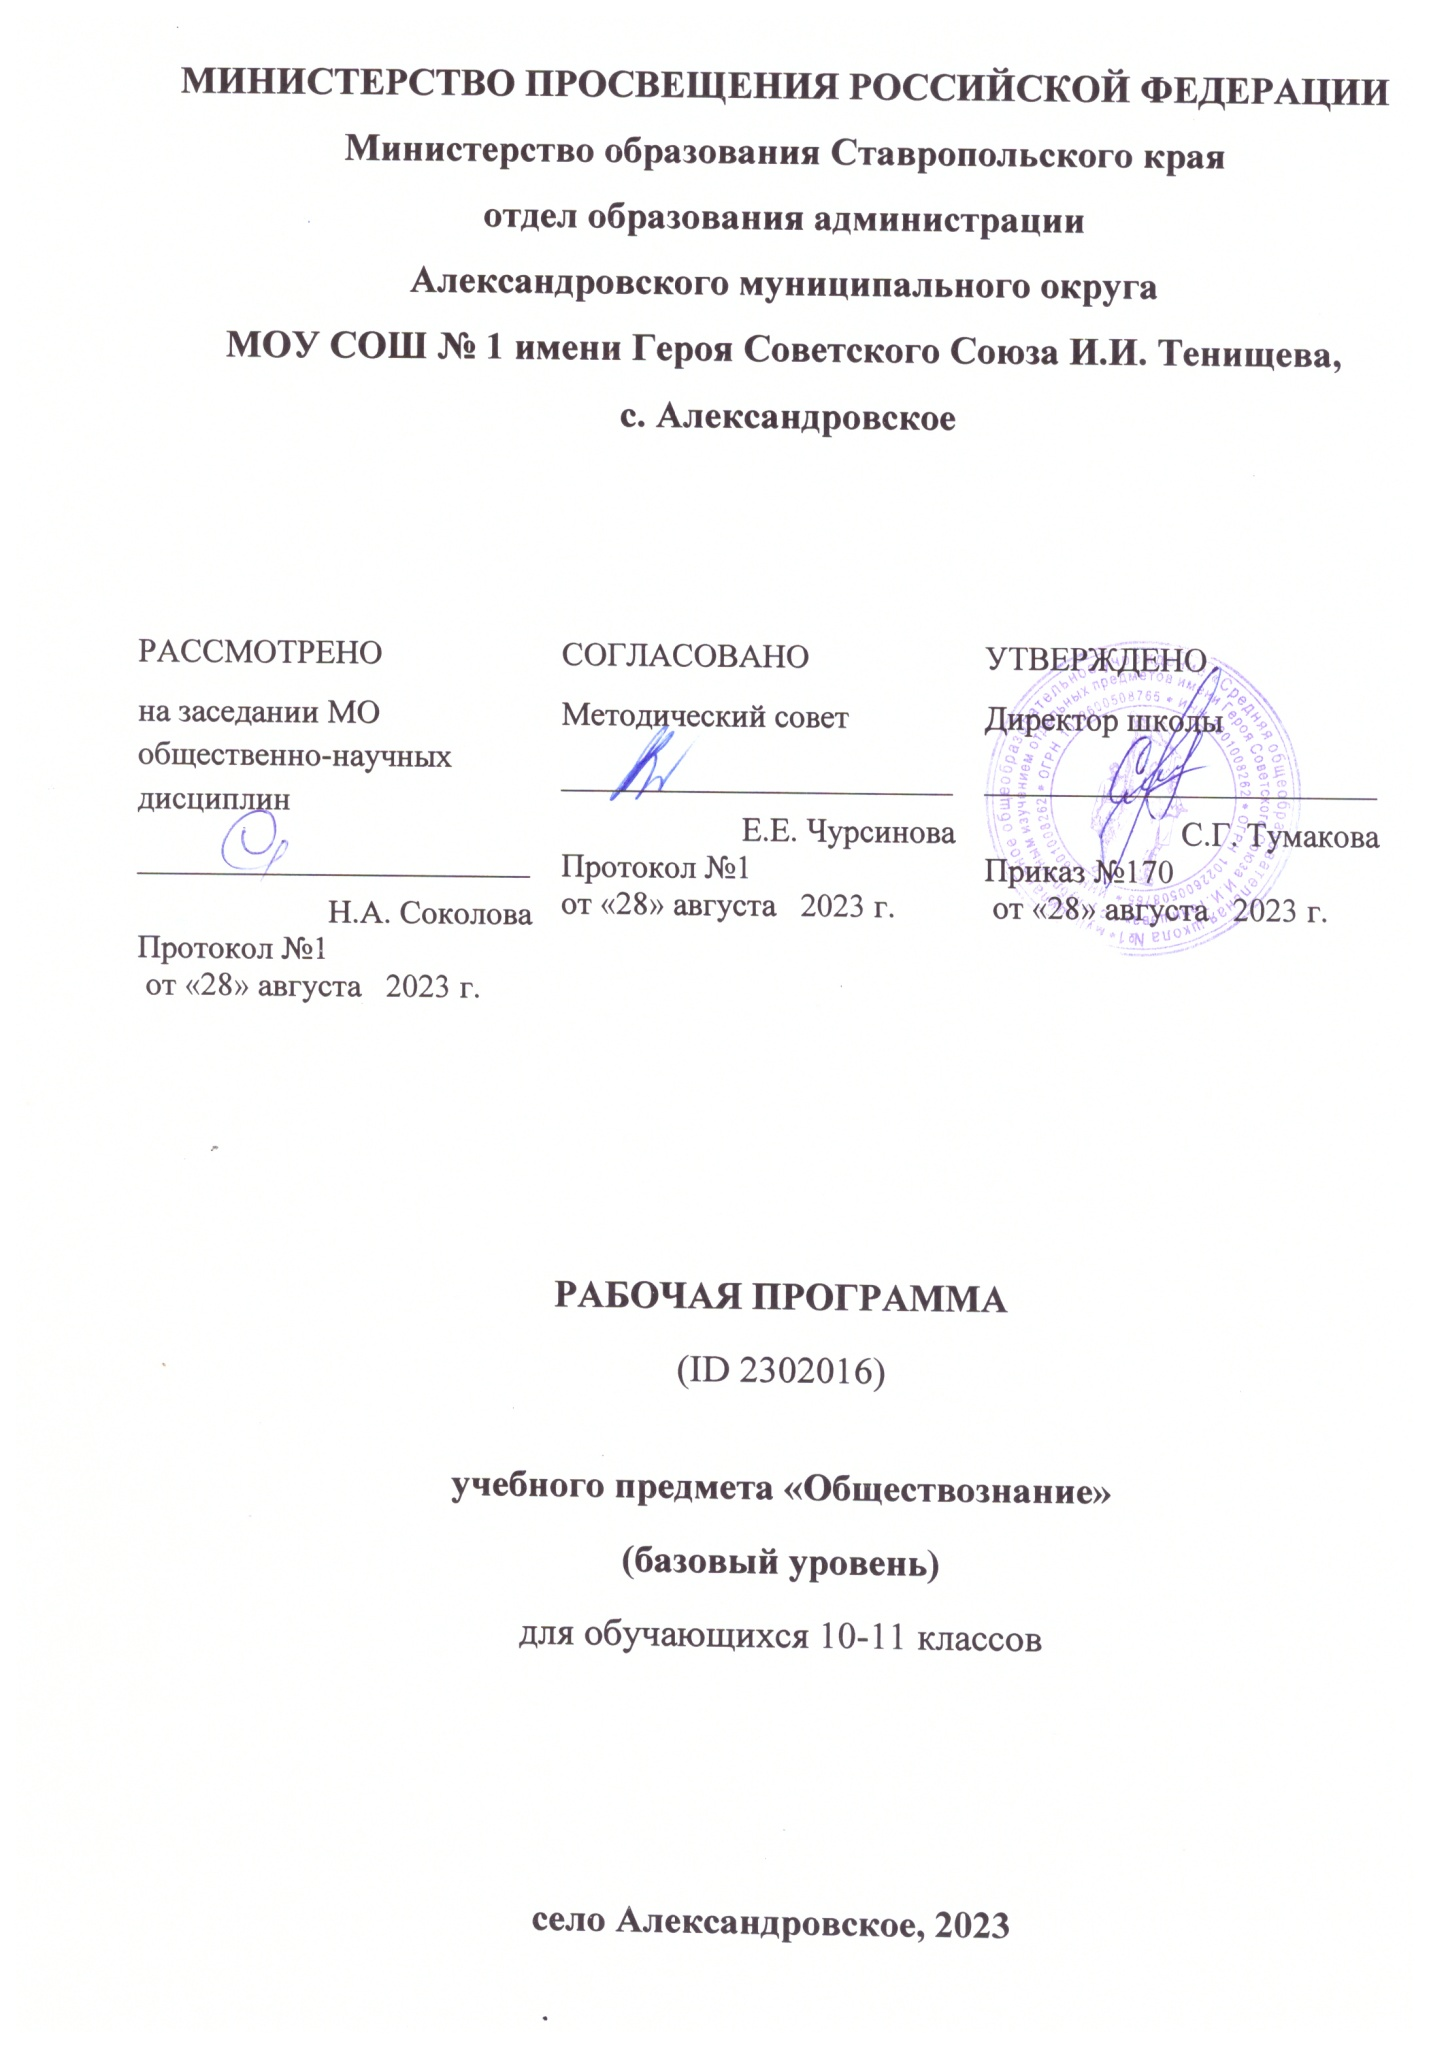 МИНИСТЕРСТВО ПРОСВЕЩЕНИЯ РОССИЙСКОЙ ФЕДЕРАЦИИ
Министерство образования Ставропольского края
отдел образования администрации
Александровского муниципального округа
МОУ СОШ № 1 имени Героя Советского Союза И.И. Тенищева,
с. Александровское
РАССМОТРЕНО
на заседании МО
общественно-научных
дисциплин
Н.А. Соколова
Протокол №1
от «28» августа 2023 г.
СОГЛАСОВАНО
Методический совет
Е.Е. Чурсинова
Протокол №1
от «28» августа 2023 г.
УТВЕРЖДЕНО
Директор школы
С.Г. Тумакова
Приказ №170
от «28» августа 2023 г.
РАБОЧАЯ ПРОГРАММА
(ID 2302016)
учебного предмета «Обществознание»
(базовый уровень)
для обучающихся 10-11 классов
село Александровское, 2023